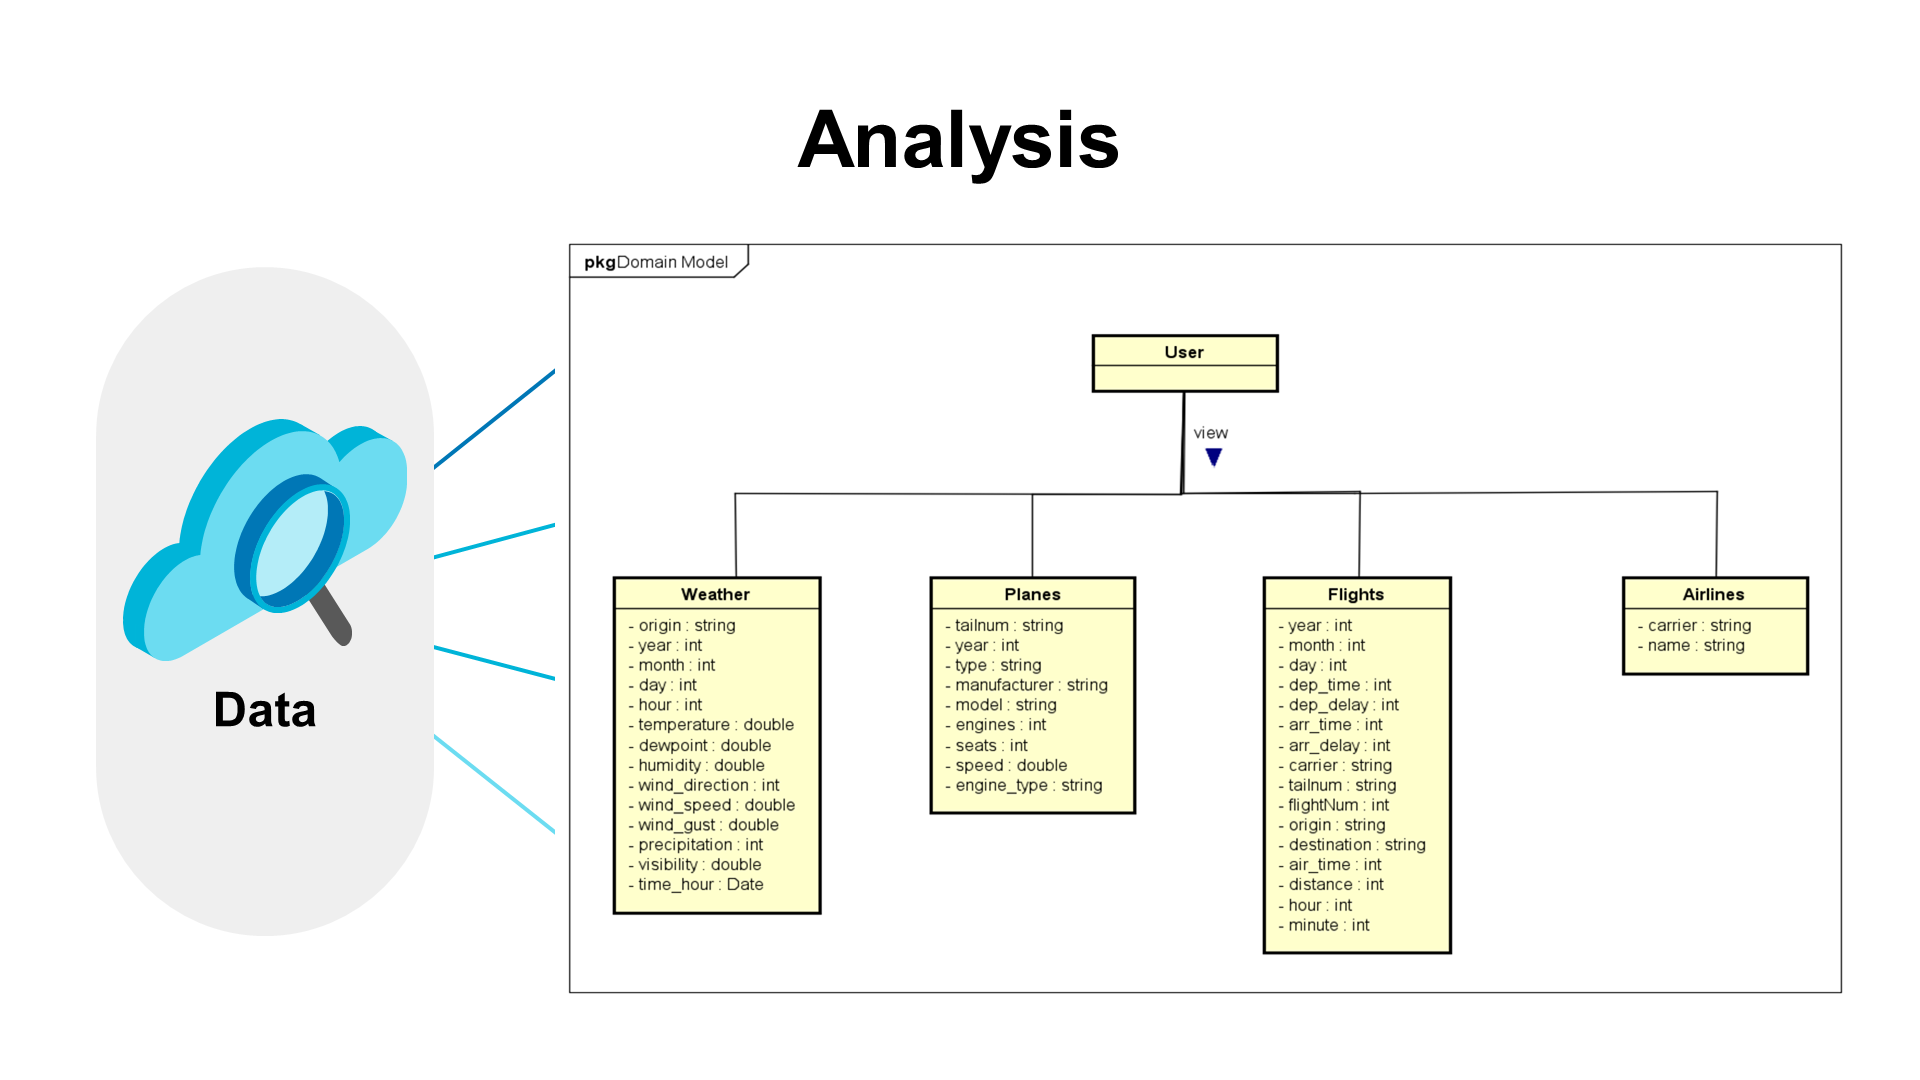 Analysis
pkgDomain Model
User
view
Data
Weather
- origin : string
- year : int
- month : int
- day : int
- hour : int
- temperature : double
- dewpoint : double
- humidity : double
- wind_direction : int
- wind_speed : double
- wind_gust : double
- precipitation : int
- visibility : double
- time_hour : Date
Planes
- tailnum : string
- year : int
- type : string
- manufacturer : string
- model : string
- engines : int
- seats : int
- speed : double
- engine_type : string
Flights
- year : int
- month : int
- day : int
- dep_time : int
- dep_delay : int
- arr_time : int
- arr_delay : int
- carrier : string
- tailnum : string
- flightNum : int
- origin : string
- destination : string
- air_time : int
- distance : int
- hour : int
- minute : int
Airlines
- carrier : string
- name : string